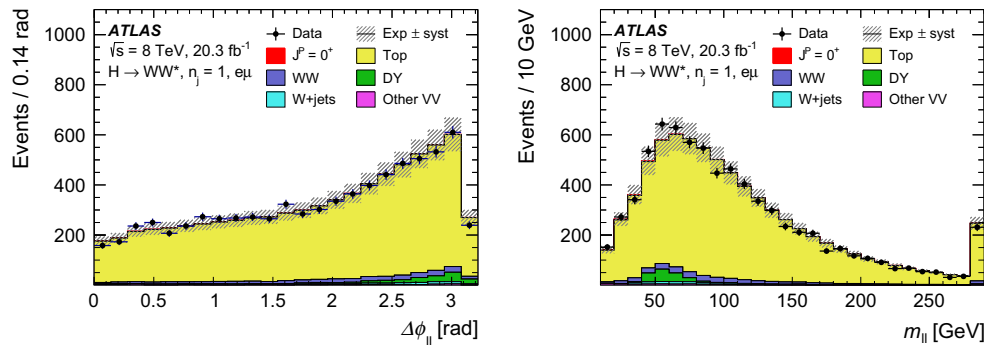 Events / 0.14 rad
1000
800
600
400
200
ATLAS
√s = 8 TeV, 20.3 fb⁻¹
H → WW*, nⱼ = 1, eμ
Data
Exp ± syst
Jᴾ = 0⁺
Top
WW
DY
W+jets
Other VV
0 0.5 1 1.5 2 2.5 3
Δϕₗₗ [rad]
Events / 10 GeV
1000
800
600
400
200
ATLAS
√s = 8 TeV, 20.3 fb⁻¹
H → WW*, nⱼ = 1, eμ
Data
Exp ± syst
Jᴾ = 0⁺
Top
WW
DY
W+jets
Other VV
50 100 150 200 250
mₗₗ [GeV]